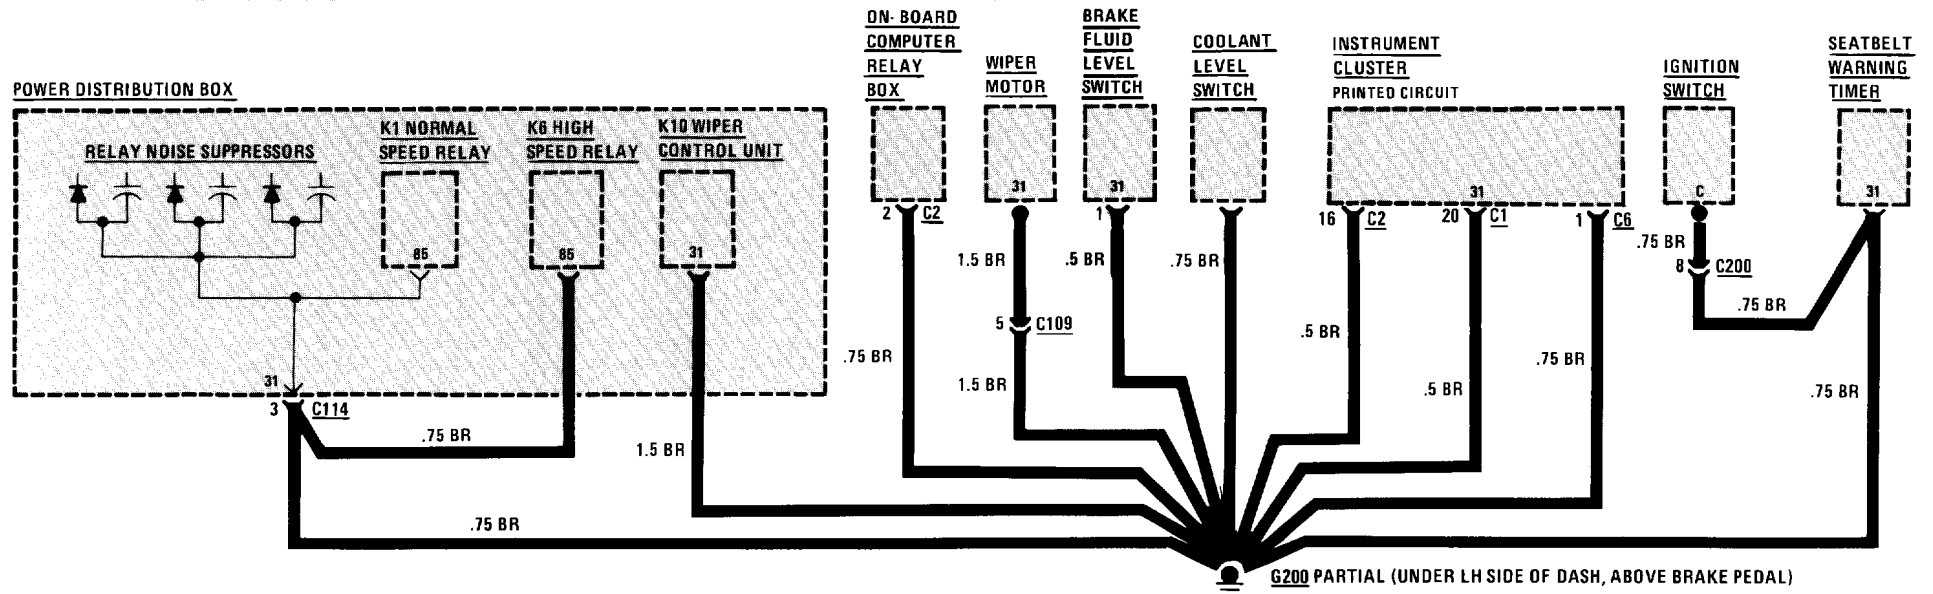 POWER DISTRIBUTION BOX
RELAY NOISE SUPPRESSORS
K1 NORMAL
SPEED RELAY
85
K6 HIGH
SPEED RELAY
85
K10 WIPER
CONTROL UNIT
31
31
3 C114
.75 BR
.75 BR
1.5 BR
ON-BOARD
COMPUTER
RELAY
BOX
2 C2
.75 BR
WIPER
MOTOR
31
1.5 BR
5 C109
1.5 BR
BRAKE
FLUID
LEVEL
SWITCH
31
1
.5 BR
COOLANT
LEVEL
SWITCH
.75 BR
INSTRUMENT
CLUSTER
PRINTED CIRCUIT
31
16 C2
20 C1
1 C6
.5 BR
.5 BR
.75 BR
IGNITION
SWITCH
C
.75 BR
8 C200
.75 BR
SEATBELT
WARNING
TIMER
31
.75 BR
G200 PARTIAL (UNDER LH SIDE OF DASH, ABOVE BRAKE PEDAL)